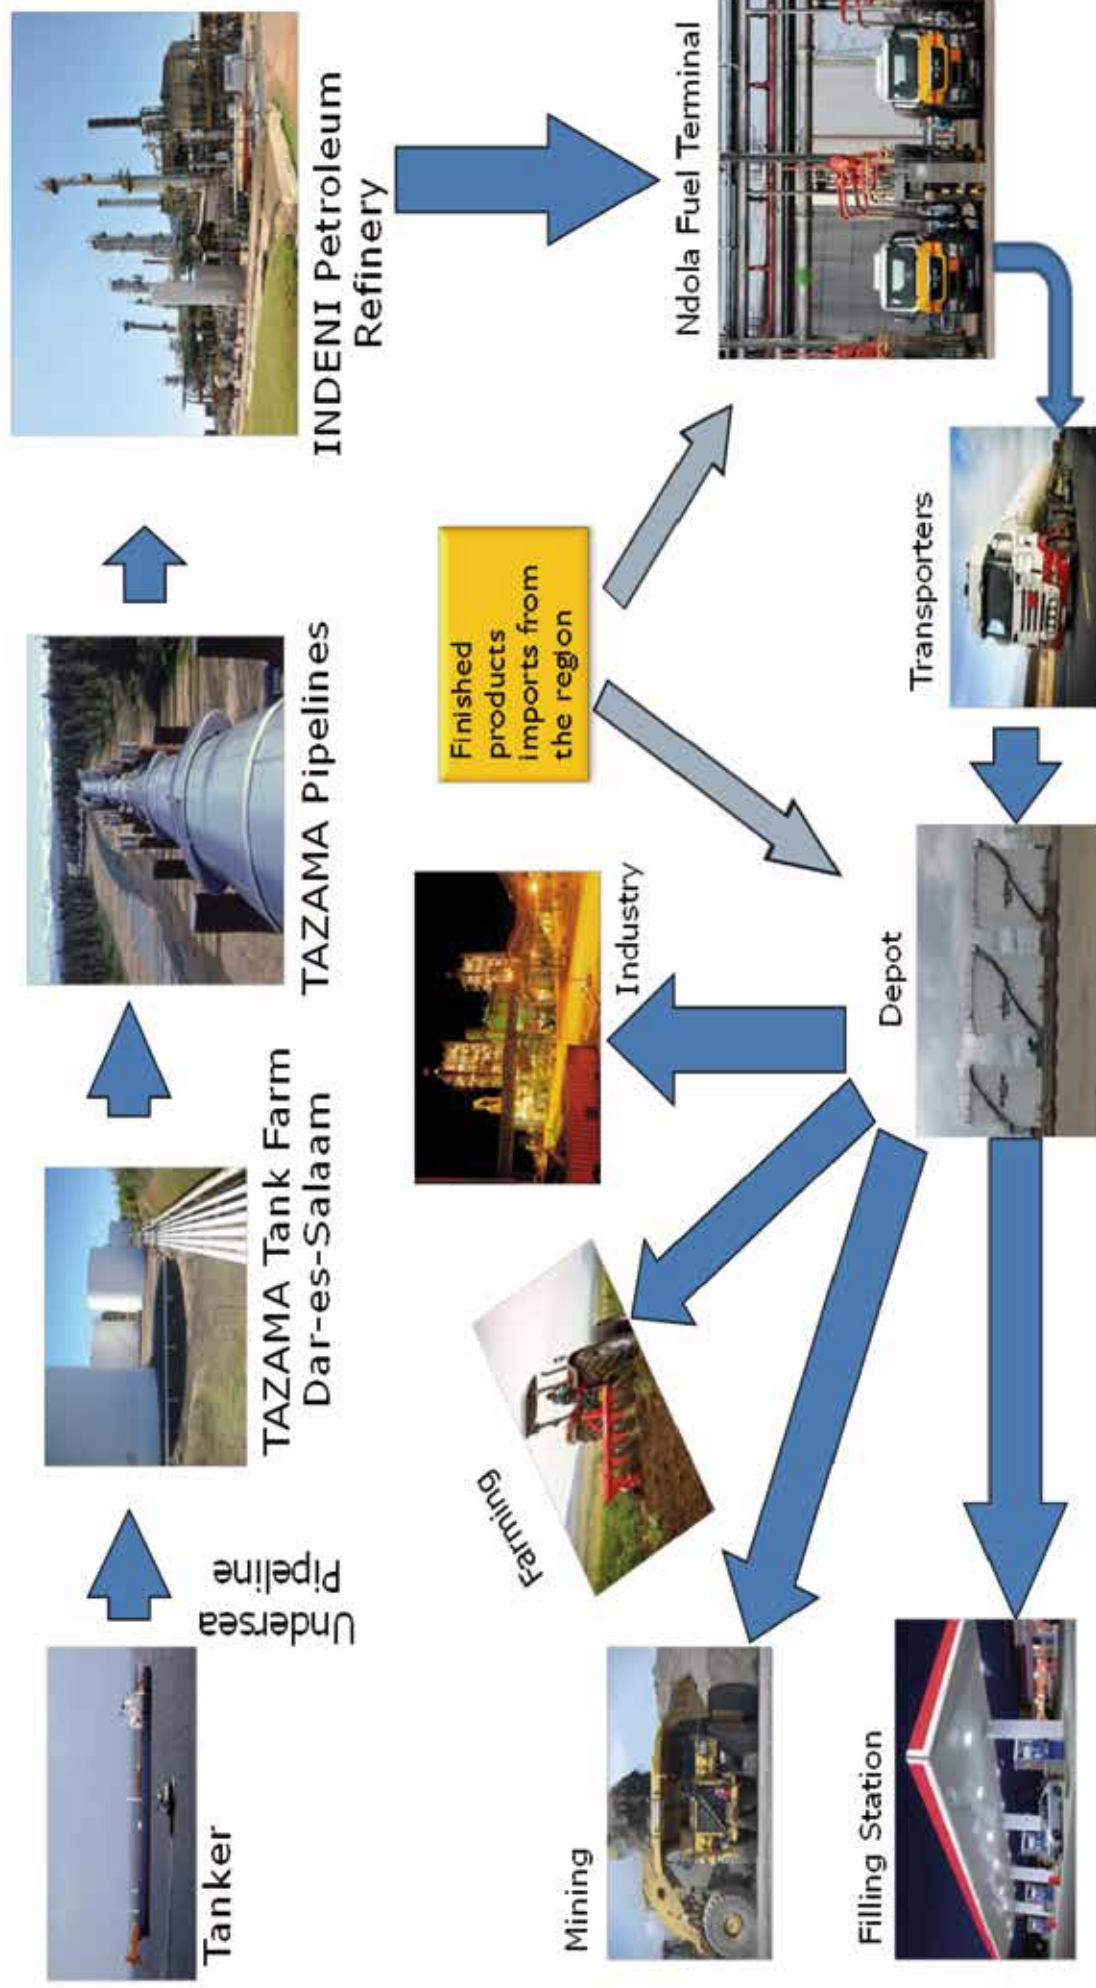 Tanker
Undersea
Pipeline
TAZAMA Tank Farm
Dar-es-Salaam
TAZAMA Pipelines
INDENI Petroleum
Refinery
Finished
products
imports from
the region
Ndola Fuel Terminal
Transporters
Depot
Industry
Farming
Mining
Filling Station